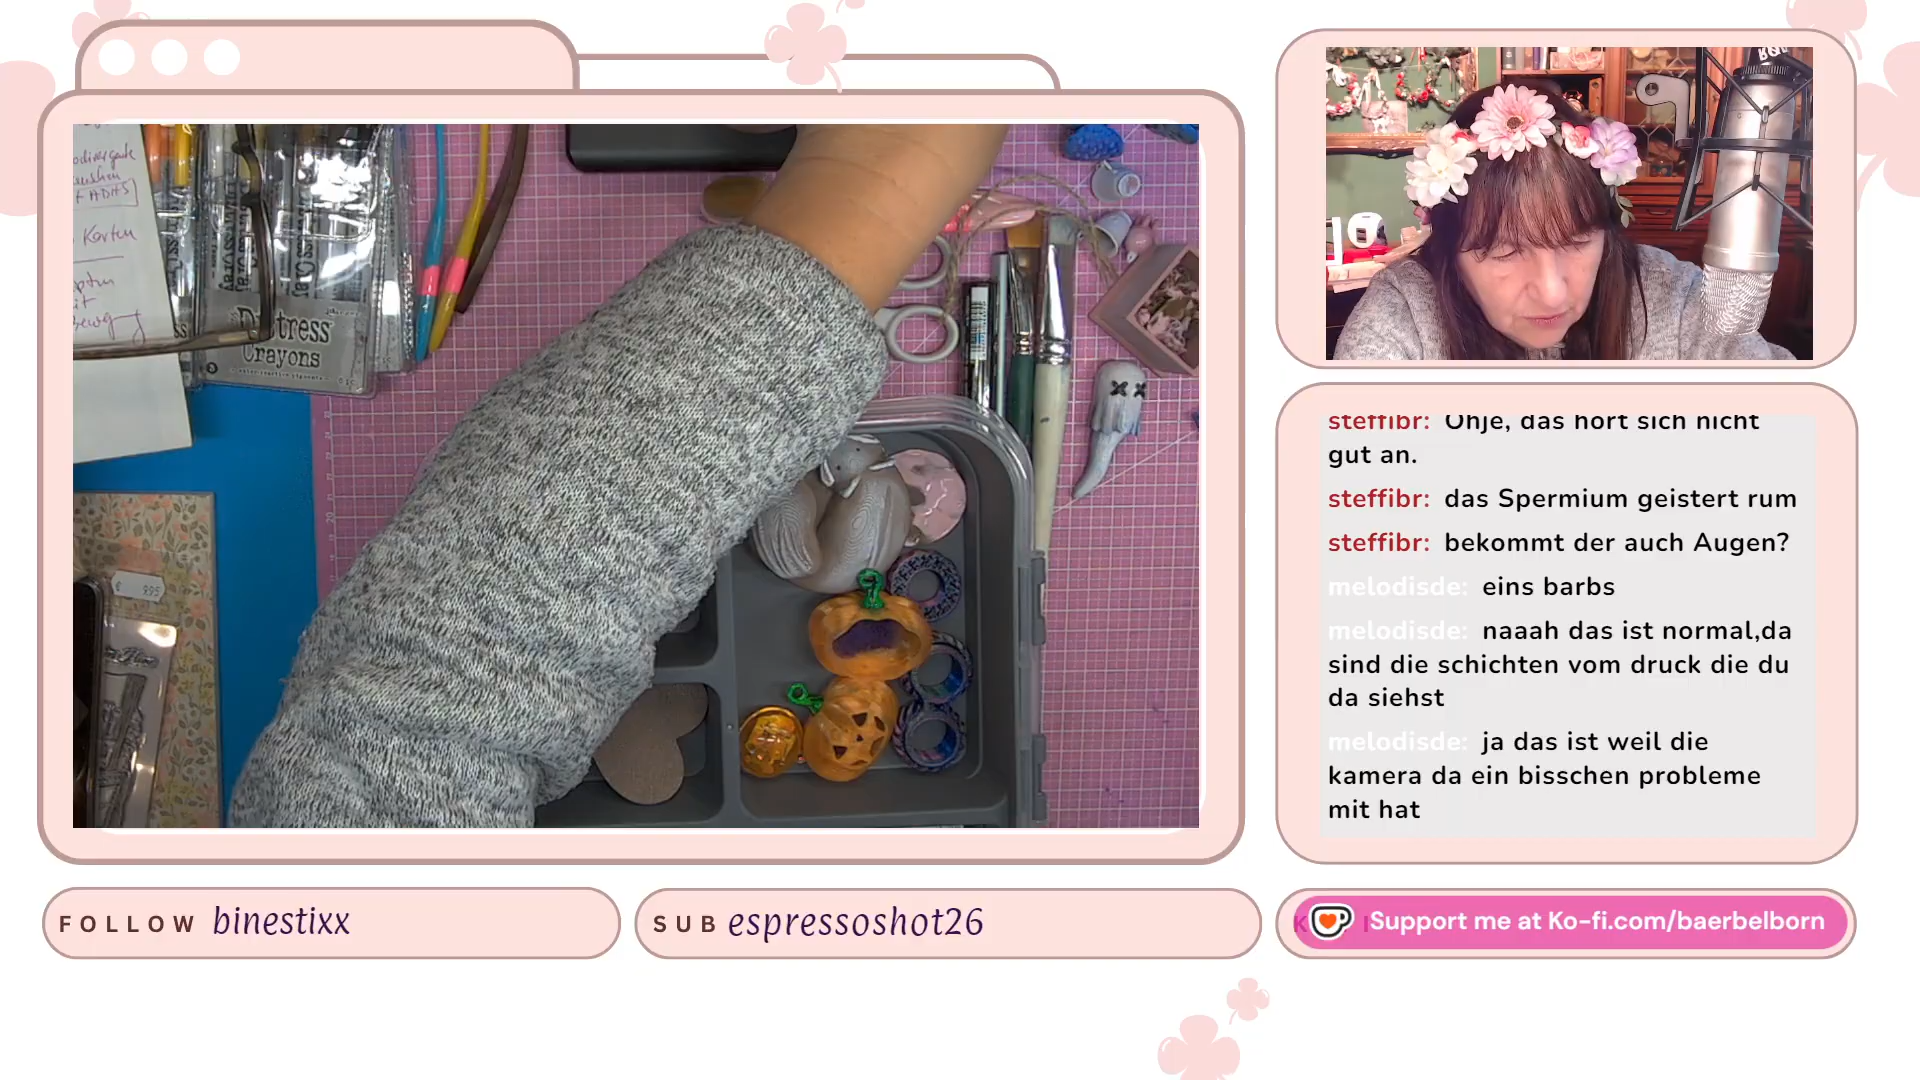 + ADHS
Karten
Distress
Crayons
€ 9.95
steffibr: Ohje, das hört sich nicht
gut an.
steffibr: das Spermium geistert rum
steffibr: bekommt der auch Augen?
melodisde: eins barbs
melodisde: naaah das ist normal,da
sind die schichten vom druck die du
da siehst
melodisde: ja das ist weil die
kamera da ein bisschen probleme
mit hat
FOLLOW binestixx
SUB espressoshot26
Support me at Ko-fi.com/baerbelborn